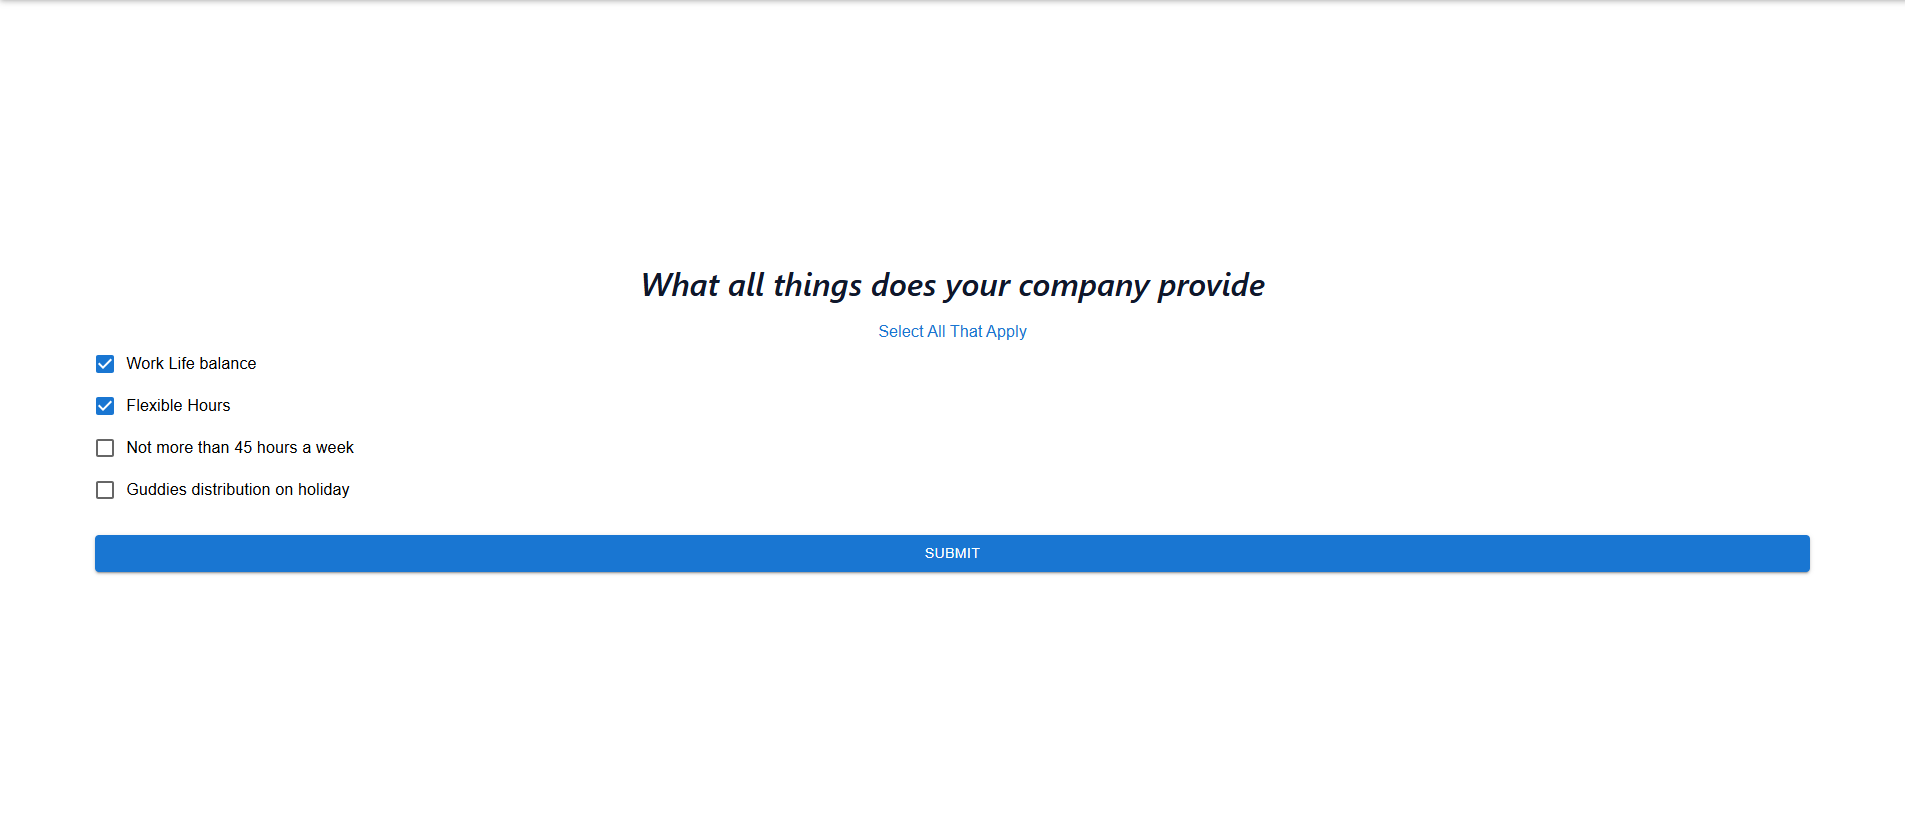 What all things does your company provide
Select All That Apply
Work Life balance
Flexible Hours
Not more than 45 hours a week
Guddies distribution on holiday
SUBMIT